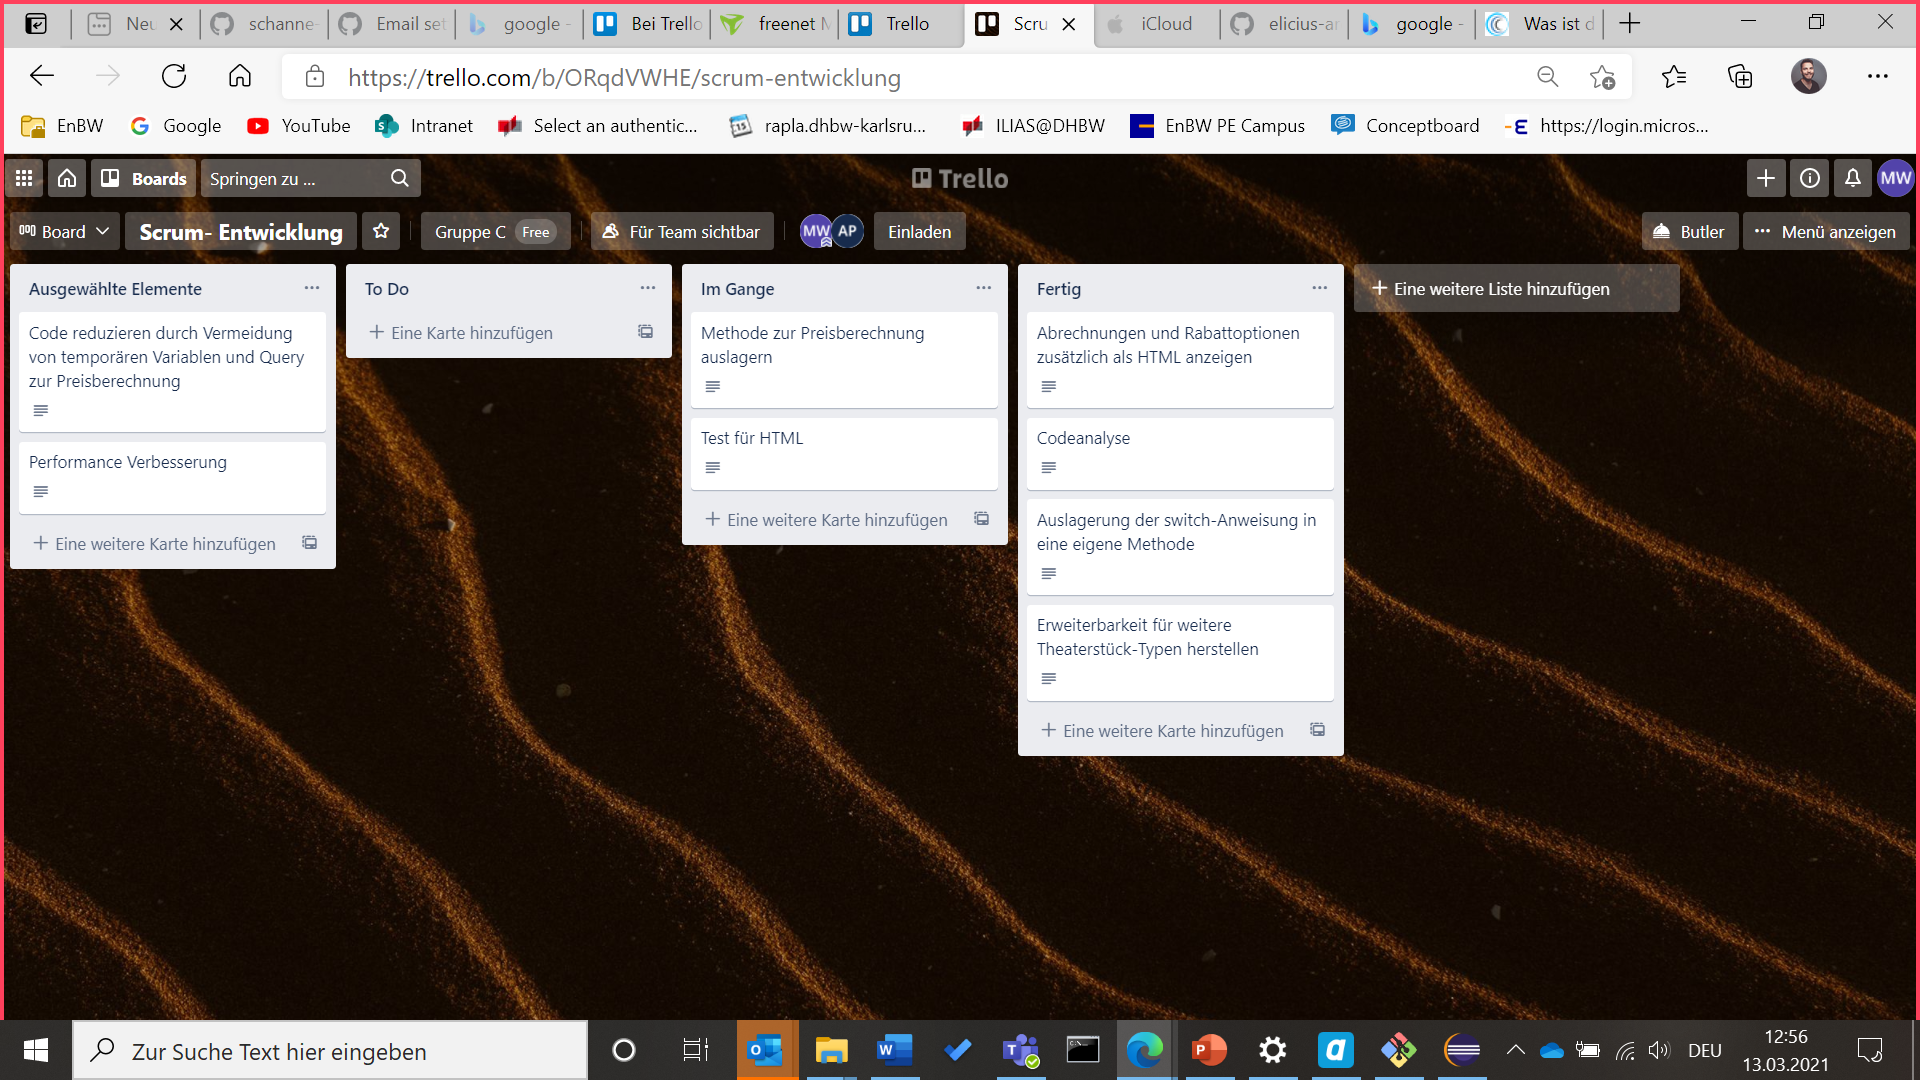 Neu
schanne-
Email set
google -
Bei Trello
freenet M
Trello
Scru
iCloud
elicius-ar
google -
Was ist d
https://trello.com/b/ORqdVWHE/scrum-entwicklung
EnBW
Google
YouTube
Intranet
Select an authentic...
rapla.dhbw-karlsru...
ILIAS@DHBW
EnBW PE Campus
Conceptboard
https://login.micros...
Boards
Springen zu ...
Trello
MW
Board
Scrum- Entwicklung
Gruppe C Free
Für Team sichtbar
MW AP
Einladen
Butler
Menü anzeigen
Ausgewählte Elemente
Code reduzieren durch Vermeidung
von temporären Variablen und Query
zur Preisberechnung
Performance Verbesserung
Eine weitere Karte hinzufügen
To Do
Eine Karte hinzufügen
Im Gange
Methode zur Preisberechnung
auslagern
Test für HTML
Eine weitere Karte hinzufügen
Fertig
Abrechnungen und Rabattoptionen
zusätzlich als HTML anzeigen
Codeanalyse
Auslagerung der switch-Anweisung in
eine eigene Methode
Erweiterbarkeit für weitere
Theaterstück-Typen herstellen
Eine weitere Karte hinzufügen
Eine weitere Liste hinzufügen
Zur Suche Text hier eingeben
DEU
12:56
13.03.2021